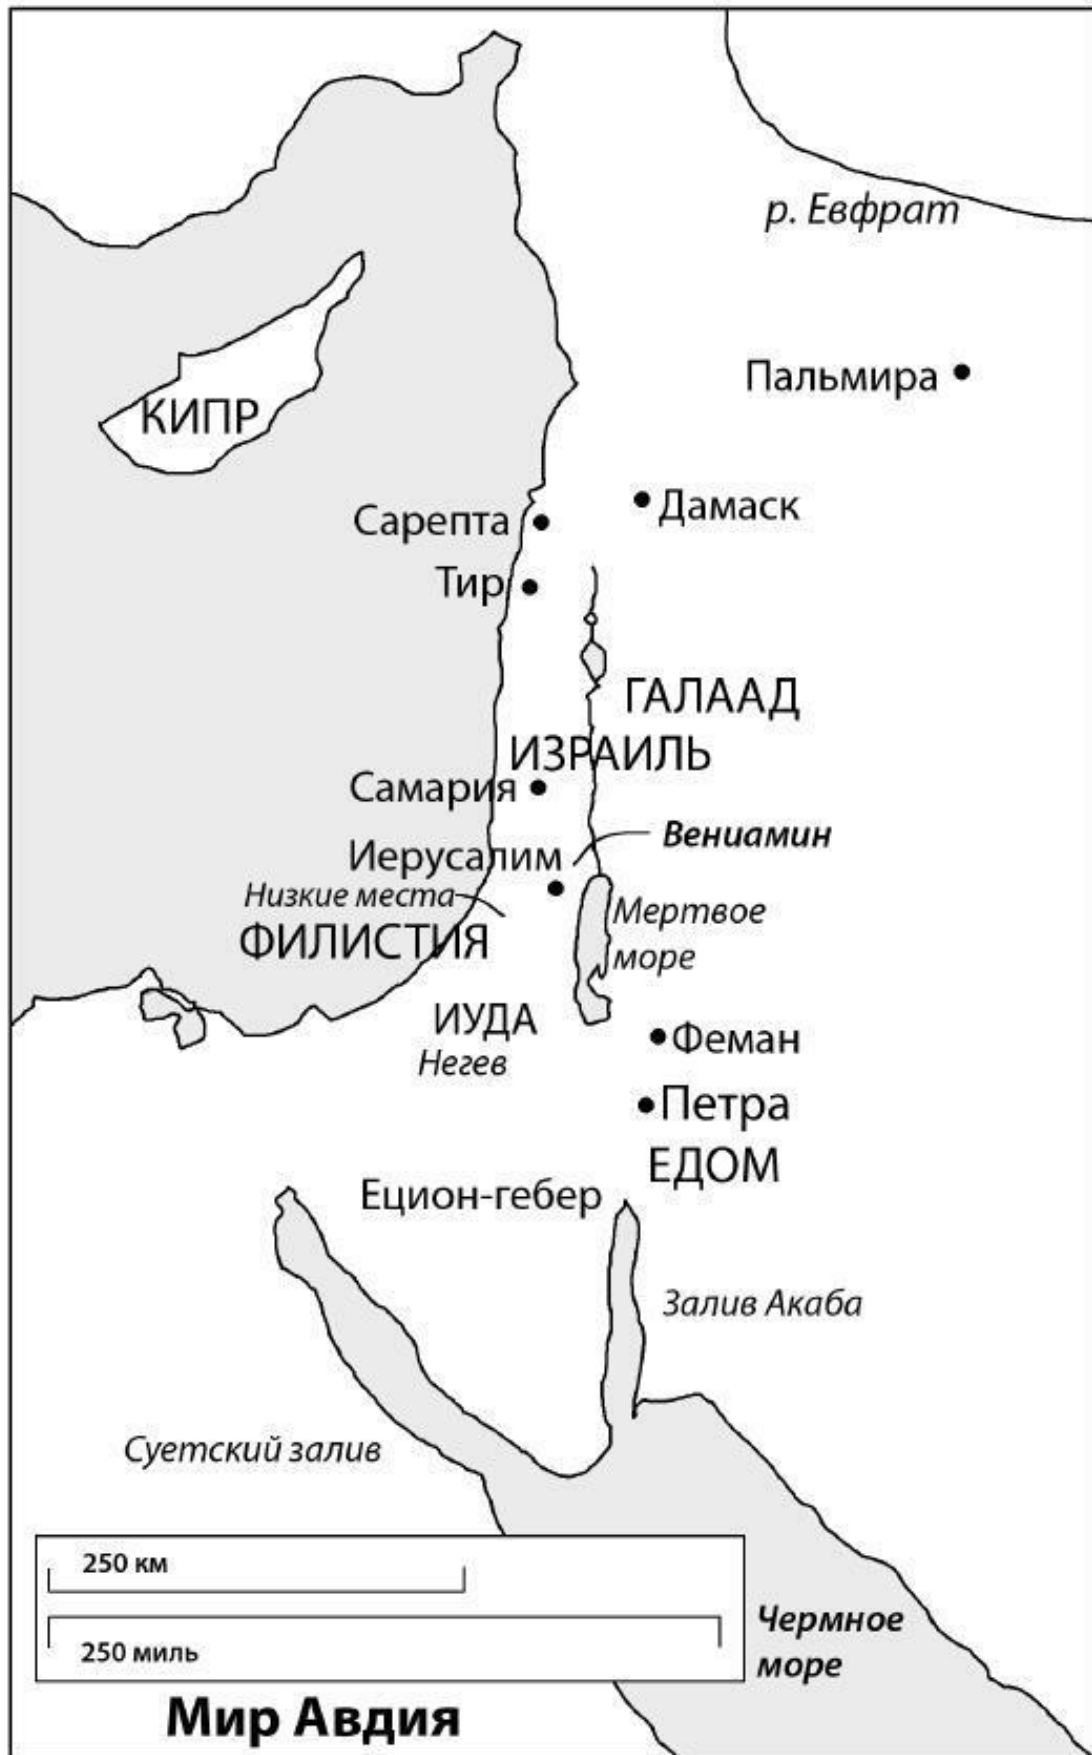 р. Евфрат
Пальмира
КИПР
Дамаск
Сарепта
Тир
ГАЛААД
ИЗРАИЛЬ
Самария
Вениамин
Иерусалим
Низкие места
Мертвое
море
ФИЛИСТИЯ
ИУДА
Негев
Феман
Петра
ЕДОМ
Ецион-гебер
Залив Акаба
Суетский залив
250 км
250 миль
Чермное
море
Мир Авдия